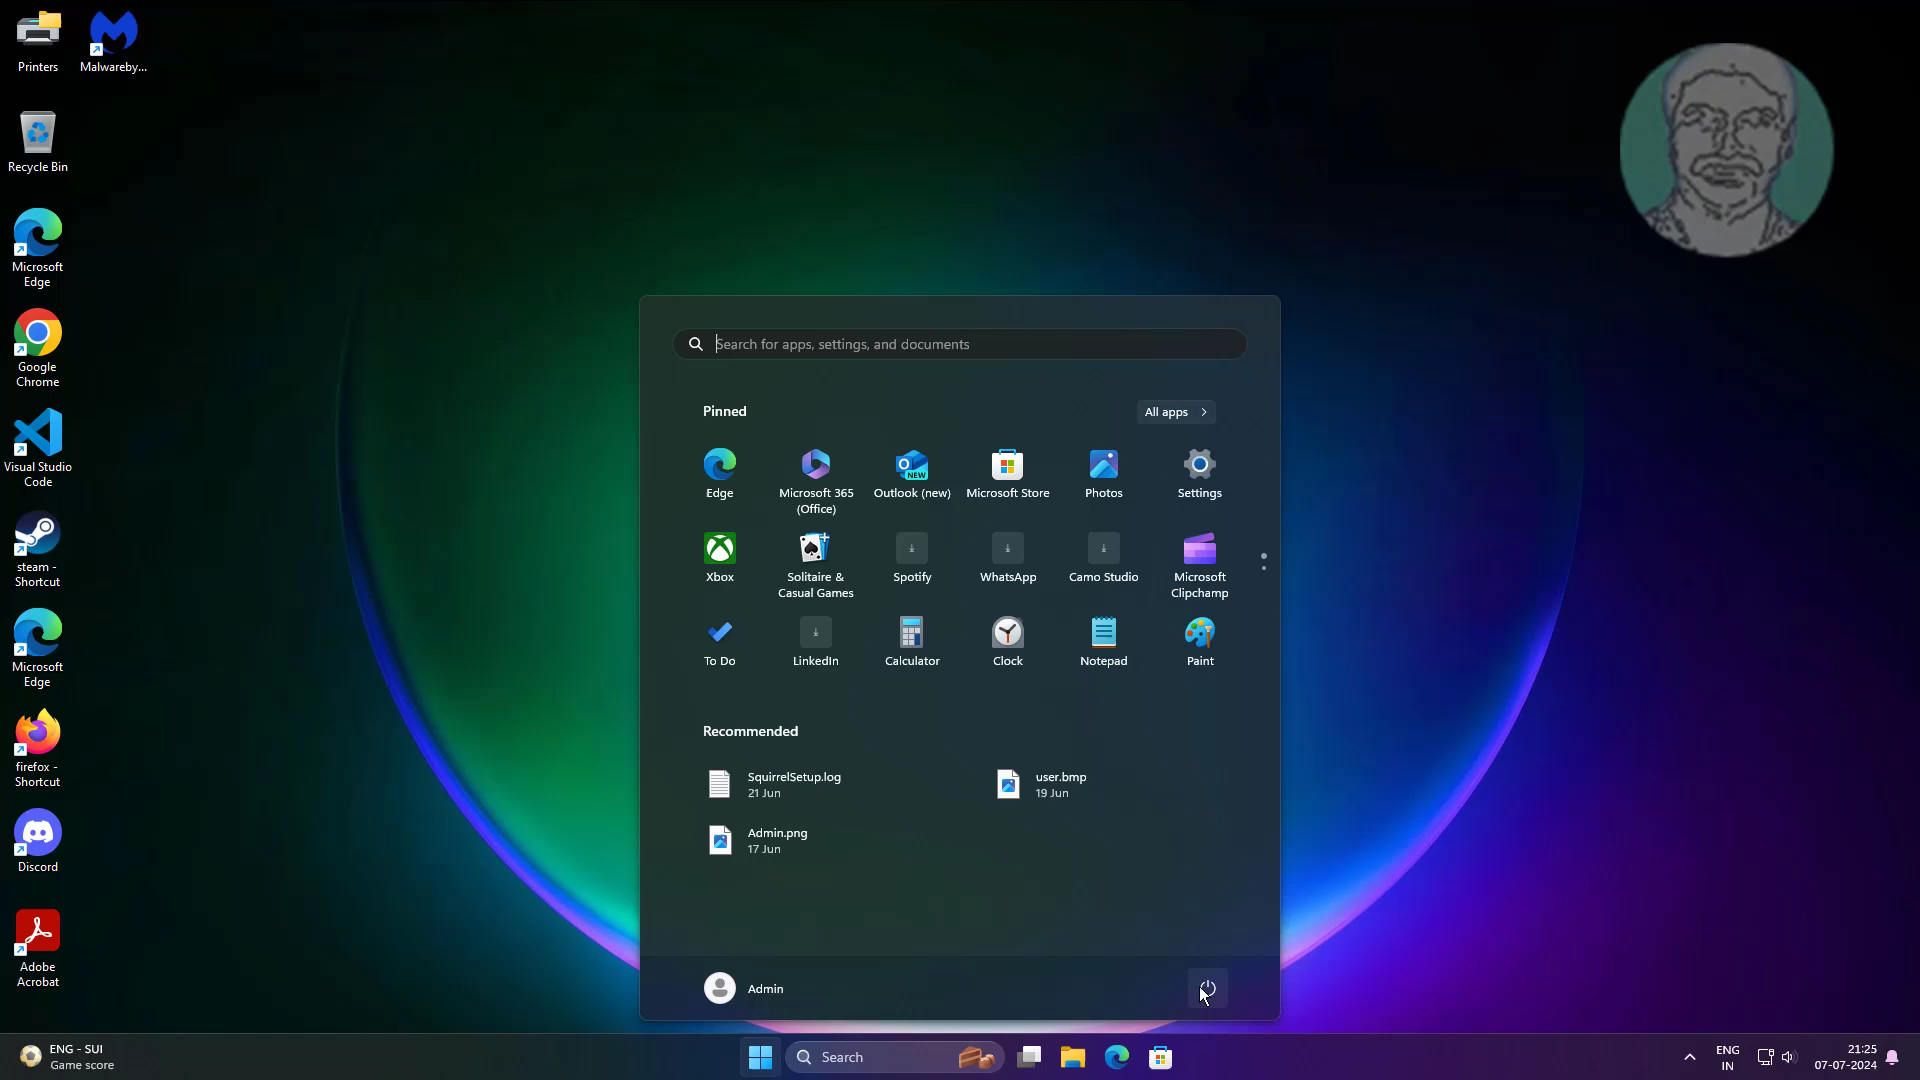 Printers
Malwareby...
Recycle Bin
Microsoft
Edge
Google
Chrome
Visual Studio
Code
steam -
Shortcut
Microsoft
Edge
firefox -
Shortcut
Discord
Adobe
Acrobat
Search for apps, settings, and documents
Pinned
All apps
Edge
Microsoft 365
(Office)
Outlook (new)
Microsoft Store
Photos
Settings
Xbox
Solitaire &
Casual Games
Spotify
WhatsApp
Camo Studio
Microsoft
Clipchamp
To Do
LinkedIn
Calculator
Clock
Notepad
Paint
Recommended
SquirrelSetup.log
21 Jun
user.bmp
19 Jun
Admin.png
17 Jun
Admin
ENG - SUI
Game score
Search
ENG
IN
21:25
07-07-2024